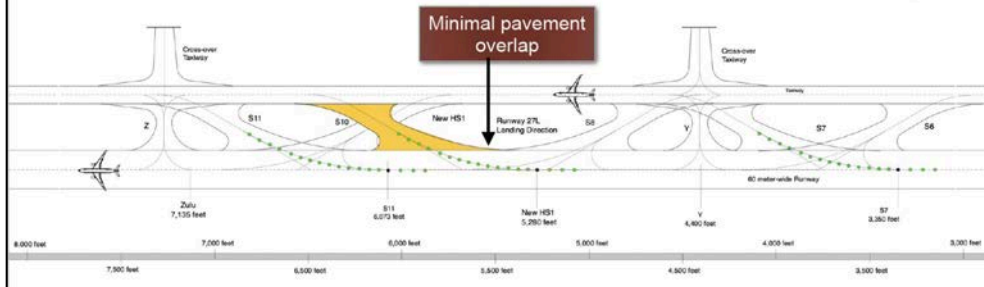 Minimal pavement
overlap
Cross-over
Taxiway
Cross-over
Taxiway
Taxiway
Z
S11
S10
New HS1
Runway 27L
Landing Direction
S8
Y
S7
S6
60 meter-wide Runway
Zulu
7,135 feet
S11
6,073 feet
New HS1
5,280 feet
Y
4,400 feet
S7
3,350 feet
8,000 feet
7,000 feet
6,000 feet
5,000 feet
4,000 feet
3,000 feet
7,500 feet
6,500 feet
5,500 feet
4,500 feet
3,500 feet